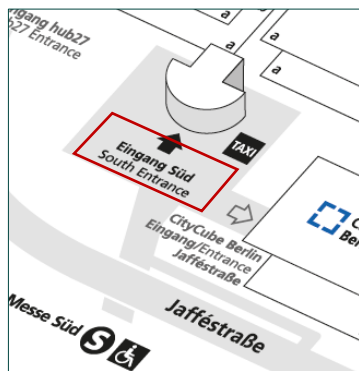 Eingang hub27
hub27 Entrance
a
a
a
a
TAXI
Eingang Süd
South Entrance
CityCube Berlin
Eingang/Entrance
Jafféstraße
Jafféstraße
Messe Süd S